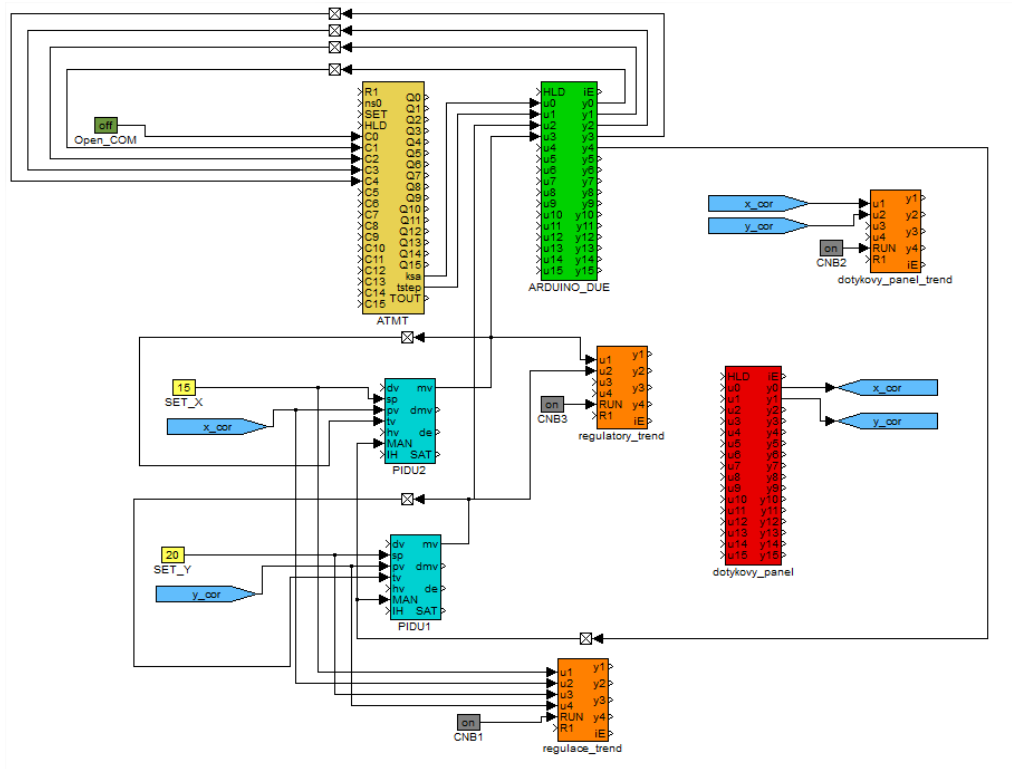 off
Open_COM
R1
ns0
SET
HLD
C0
C1
C2
C3
C4
C5
C6
C7
C8
C9
C10
C11
C12
C13
C14
C15
Q0
Q1
Q2
Q3
Q4
Q5
Q6
Q7
Q8
Q9
Q10
Q11
Q12
Q13
Q14
Q15
ksa
tstep
TOUT
ATMT
HLD
u0
u1
u2
u3
u4
u5
u6
u7
u8
u9
u10
u11
u12
u13
u14
u15
iE
y0
y1
y2
y3
y4
y5
y6
y7
y8
y9
y10
y11
y12
y13
y14
y15
ARDUINO_DUE
x_cor
y_cor
on
CNB2
u1
u2
u3
u4
RUN
R1
y1
y2
y3
y4
iE
dotykovy_panel_trend
15
SET_X
x_cor
dv
sp
pv
tv
hv
MAN
IH
mv
dmv
de
SAT
PIDU2
on
CNB3
u1
u2
u3
u4
RUN
R1
y1
y2
y3
y4
iE
regulatory_trend
HLD
u0
u1
u2
u3
u4
u5
u6
u7
u8
u9
u10
u11
u12
u13
u14
u15
iE
y0
y1
y2
y3
y4
y5
y6
y7
y8
y9
y10
y11
y12
y13
y14
y15
dotykovy_panel
x_cor
y_cor
20
SET_Y
y_cor
dv
sp
pv
tv
hv
MAN
IH
mv
dmv
de
SAT
PIDU1
on
CNB1
u1
u2
u3
u4
RUN
R1
y1
y2
y3
y4
iE
regulace_trend